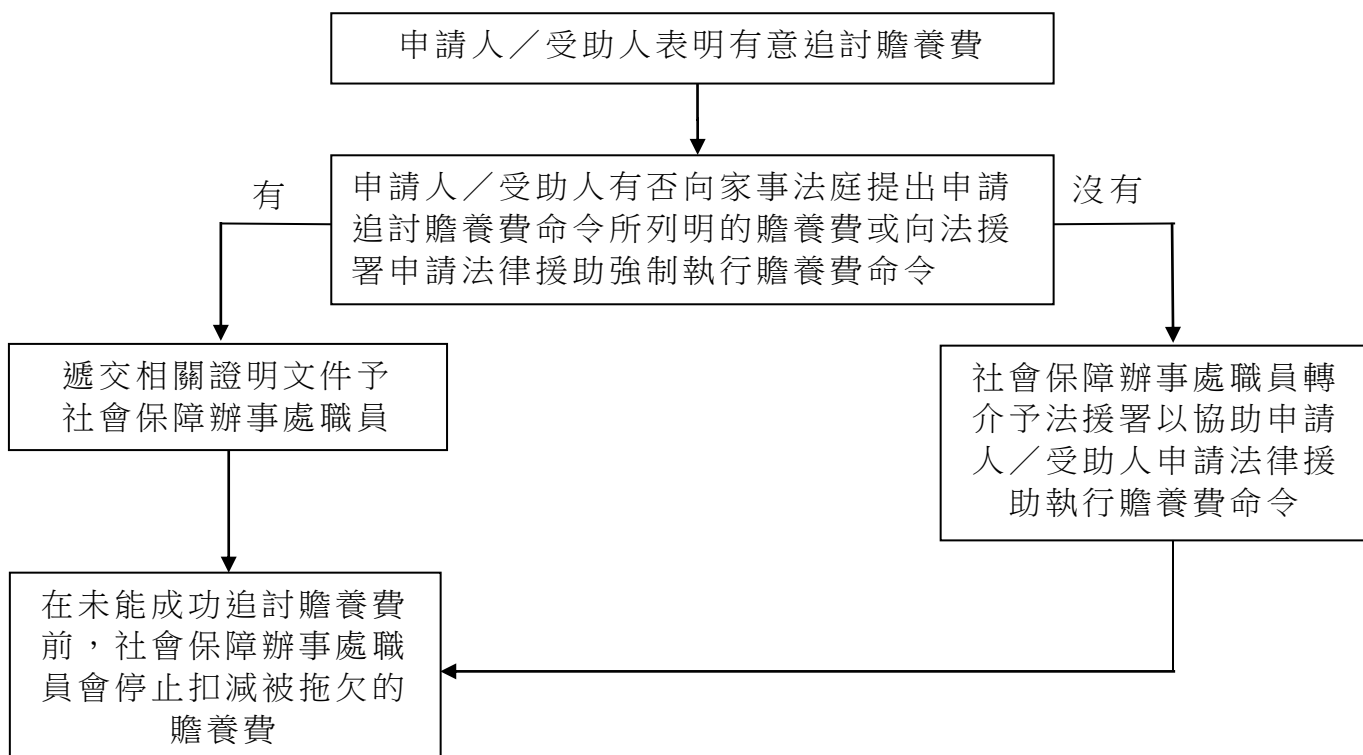 申請人／受助人表明有意追討贍養費
有
申請人／受助人有否向家事法庭提出申請
追討贍養費命令所列明的贍養費或向法援
署申請法律援助強制執行贍養費命令
沒有
遞交相關證明文件予
社會保障辦事處職員
社會保障辦事處職員轉
介予法援署以協助申請
人／受助人申請法律援
助執行贍養費命令
在未能成功追討贍養費
前，社會保障辦事處職
員會停止扣減被拖欠的
贍養費